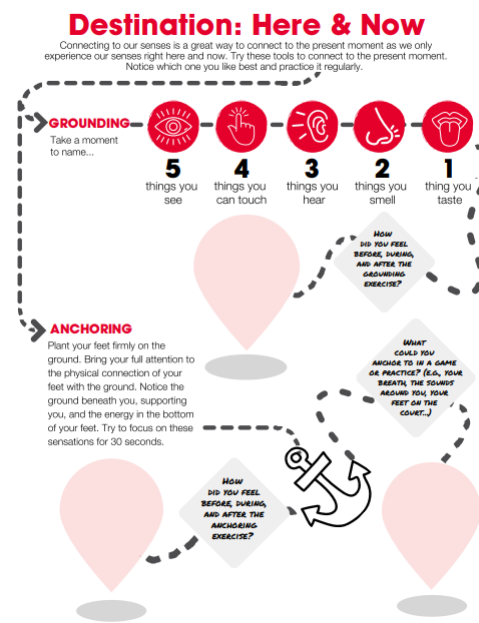 Destination: Here & Now
Connecting to our senses is a great way to connect to the present moment as we only
experience our senses right here and now. Try these tools to connect to the present moment.
Notice which one you like best and practice it regularly.
GROUNDING
Take a moment
to name...
5
things you
see
4
things you
can touch
3
things you
hear
2
things you
smell
1
thing you
taste
HOW
DID YOU FEEL
BEFORE, DURING,
AND AFTER THE
GROUNDING
EXERCISE?
ANCHORING
Plant your feet firmly on the
ground. Bring your full attention to
the physical connection of your
feet with the ground. Notice the
ground beneath you, supporting
you, and the energy in the bottom
of your feet. Try to focus on these
sensations for 30 seconds.
WHAT
COULD YOU
ANCHOR TO IN A GAME
OR PRACTICE? (E.G., YOUR
BREATH, THE SOUNDS
AROUND YOU, YOUR
FEET ON THE
COURT...)
HOW
DID YOU FEEL
BEFORE, DURING,
AND AFTER THE
ANCHORING
EXERCISE?